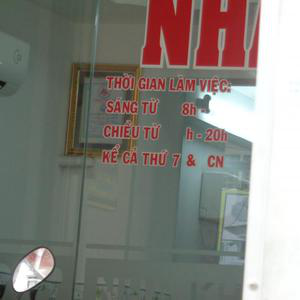 NHA
THỜI GIAN LÀM VIỆC:
SÁNG TỪ 8h -
CHIỀU TỪ h - 20h
KỂ CẢ THỨ 7 & CN